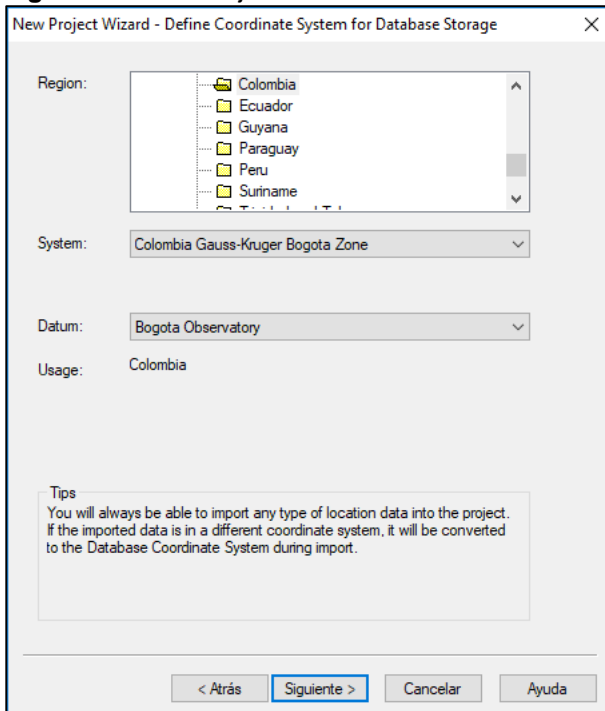 New Project Wizard - Define Coordinate System for Database Storage
Region:
Colombia
Ecuador
Guyana
Paraguay
Peru
Suriname
System:
Colombia Gauss-Kruger Bogota Zone
Datum:
Bogota Observatory
Usage:
Colombia
Tips
You will always be able to import any type of location data into the project.
If the imported data is in a different coordinate system, it will be converted
to the Database Coordinate System during import.
< Atrás
Siguiente >
Cancelar
Ayuda